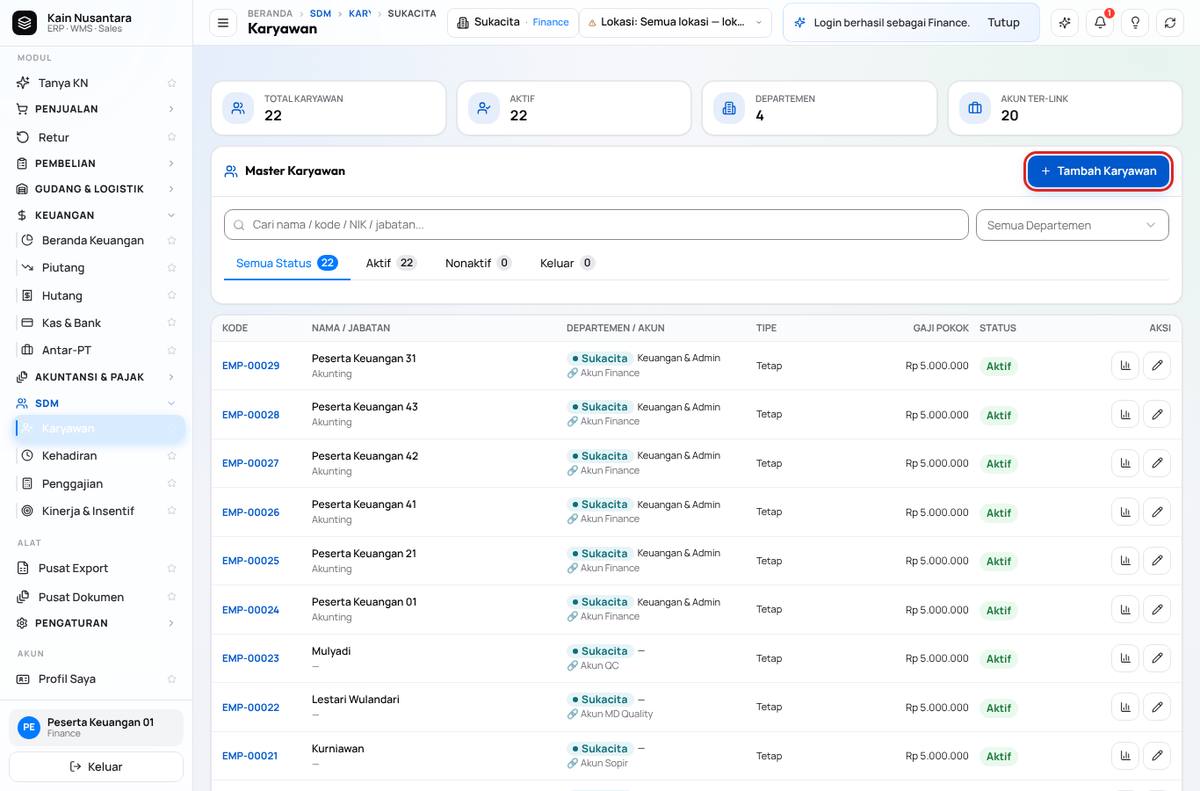 Kain Nusantara
ERP · WMS · Sales
MODUL
Tanya KN
PENJUALAN
Retur
PEMBELIAN
GUDANG & LOGISTIK
KEUANGAN
Beranda Keuangan
Piutang
Hutang
Kas & Bank
Antar-PT
AKUNTANSI & PAJAK
SDM
Karyawan
Kehadiran
Penggajian
Kinerja & Insentif
ALAT
Pusat Export
Pusat Dokumen
PENGATURAN
AKUN
Profil Saya
PE
Peserta Keuangan 01
Finance
Keluar
BERANDA > SDM > KARY > SUKACITA
Karyawan
Sukacita · Finance
Lokasi: Semua lokasi — lok...
Login berhasil sebagai Finance. Tutup
1
TOTAL KARYAWAN
22
AKTIF
22
DEPARTEMEN
4
AKUN TER-LINK
20
Master Karyawan
+ Tambah Karyawan
Cari nama / kode / NIK / jabatan...
Semua Departemen
Semua Status 22 Aktif 22 Nonaktif 0 Keluar 0
KODE NAMA / JABATAN DEPARTEMEN / AKUN TIPE GAJI POKOK STATUS AKSI
EMP-00029 Peserta Keuangan 31 Sukacita Keuangan & Admin Tetap Rp 5.000.000 Aktif
Akunting Akun Finance
EMP-00028 Peserta Keuangan 43 Sukacita Keuangan & Admin Tetap Rp 5.000.000 Aktif
Akunting Akun Finance
EMP-00027 Peserta Keuangan 42 Sukacita Keuangan & Admin Tetap Rp 5.000.000 Aktif
Akunting Akun Finance
EMP-00026 Peserta Keuangan 41 Sukacita Keuangan & Admin Tetap Rp 5.000.000 Aktif
Akunting Akun Finance
EMP-00025 Peserta Keuangan 21 Sukacita Keuangan & Admin Tetap Rp 5.000.000 Aktif
Akunting Akun Finance
EMP-00024 Peserta Keuangan 01 Sukacita Keuangan & Admin Tetap Rp 5.000.000 Aktif
Akunting Akun Finance
EMP-00023 Mulyadi Sukacita — Tetap Rp 5.000.000 Aktif
— Akun QC
EMP-00022 Lestari Wulandari Sukacita — Tetap Rp 5.000.000 Aktif
— Akun MD Quality
EMP-00021 Kurniawan Sukacita — Tetap Rp 5.000.000 Aktif
— Akun Sopir